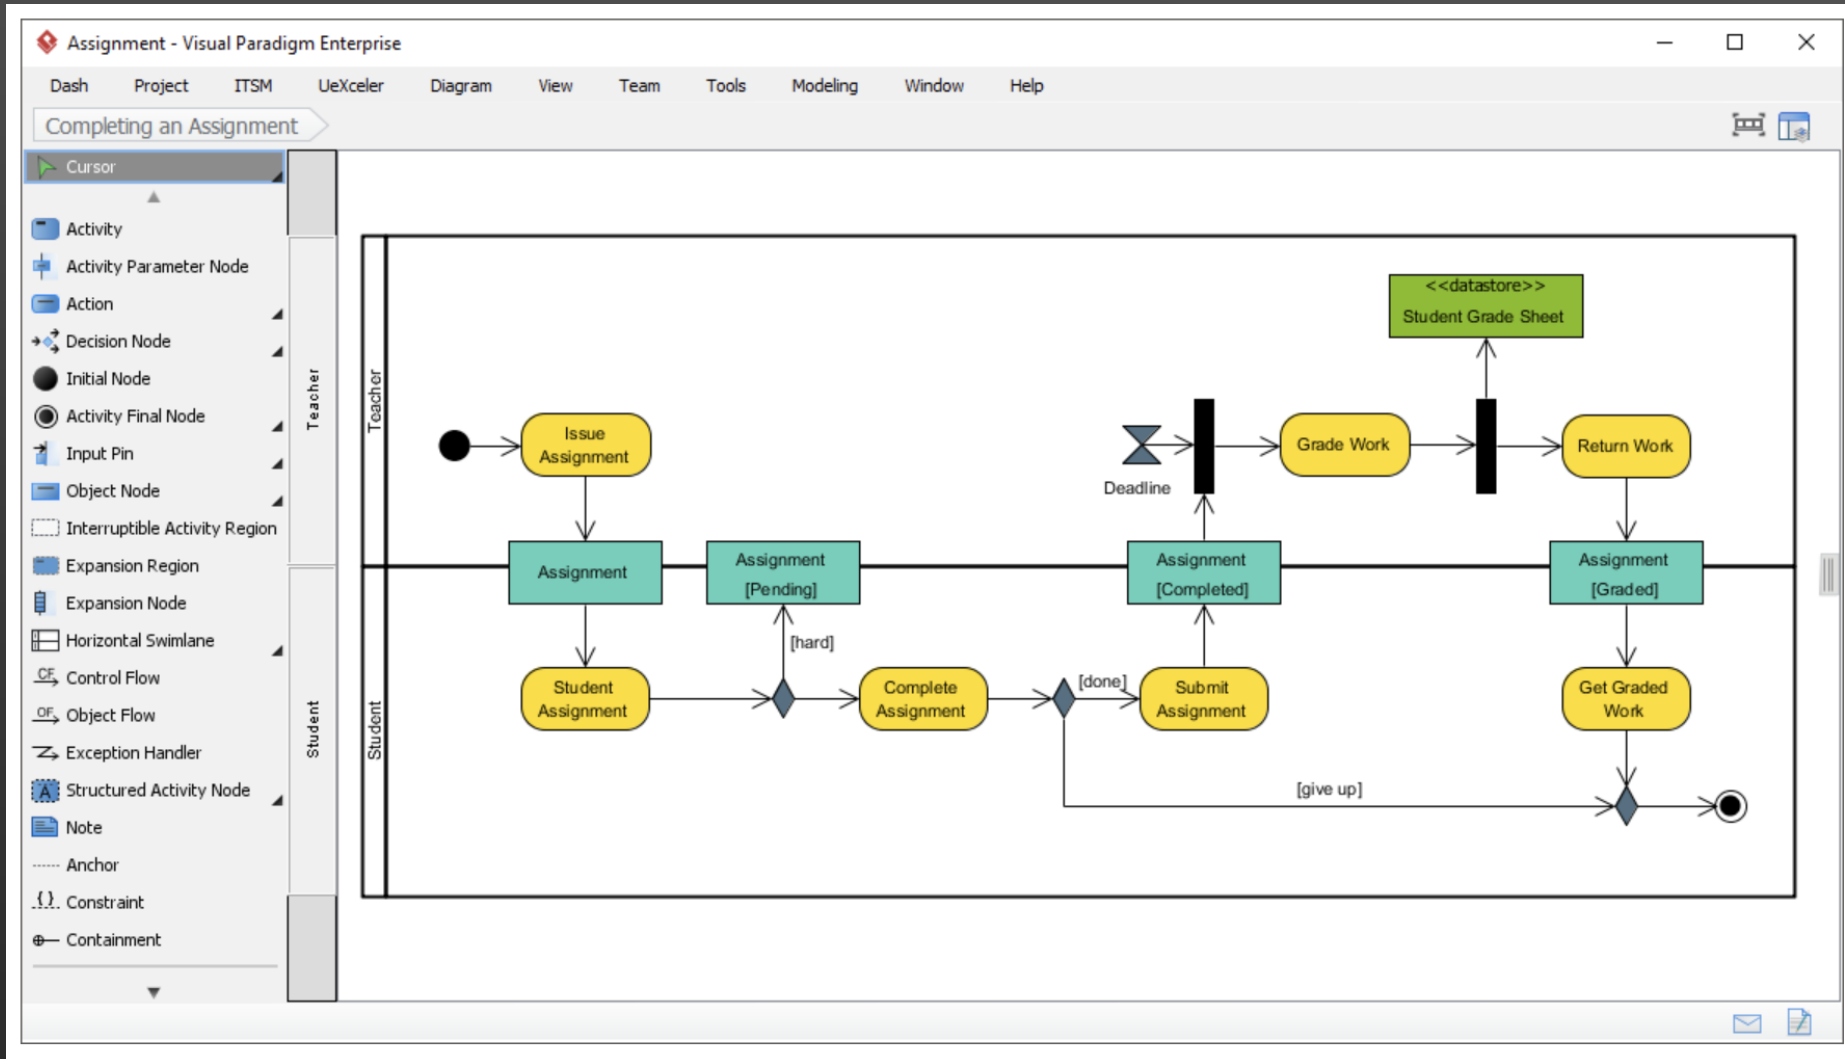 Assignment - Visual Paradigm Enterprise
Dash Project ITSM UeXceler Diagram View Team Tools Modeling Window Help
Completing an Assignment
Cursor
Activity
Activity Parameter Node
Action
Decision Node
Initial Node
Activity Final Node
Input Pin
Object Node
Interruptible Activity Region
Expansion Region
Expansion Node
Horizontal Swimlane
CF
Control Flow
OF
Object Flow
Exception Handler
A
Structured Activity Node
Note
Anchor
{ }
Constraint
Containment
Teacher
Student
Teacher
Student
<<datastore>>
Student Grade Sheet
Issue
Assignment
Deadline
Grade Work
Return Work
Assignment
Assignment
[Pending]
Assignment
[Completed]
Assignment
[Graded]
[hard]
Student
Assignment
Complete
Assignment
[done]
Submit
Assignment
Get Graded
Work
[give up]